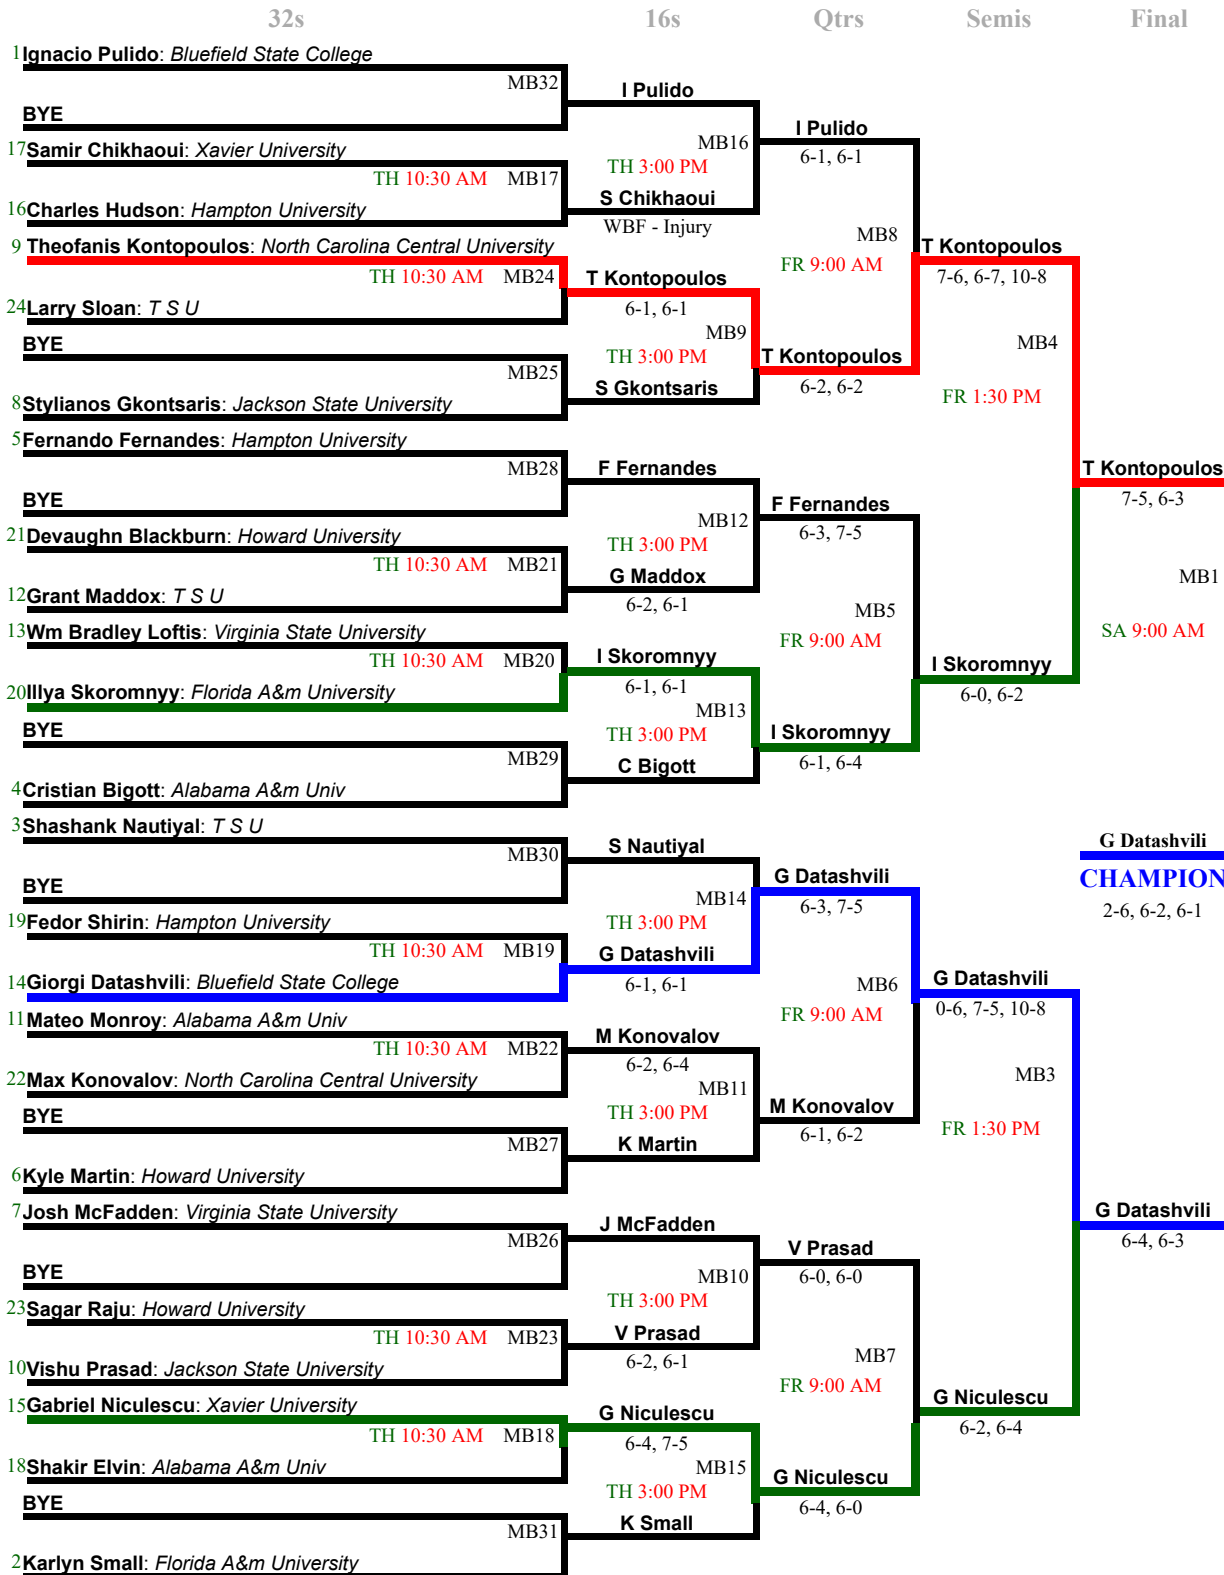 32s 16s Qtrs Semis Final
1 Ignacio Pulido: Bluefield State College
MB32
I Pulido
BYE
I Pulido
17 Samir Chikhaoui: Xavier University
MB16
6-1, 6-1
TH 3:00 PM
TH 10:30 AM MB17
S Chikhaoui
16 Charles Hudson: Hampton University
WBF - Injury
MB8
9 Theofanis Kontopoulos: North Carolina Central University
T Kontopoulos
FR 9:00 AM
TH 10:30 AM MB24
T Kontopoulos
7-6, 6-7, 10-8
24 Larry Sloan: T S U
6-1, 6-1
MB9
BYE
MB4
TH 3:00 PM
T Kontopoulos
MB25
S Gkontsaris
6-2, 6-2
8 Stylianos Gkontsaris: Jackson State University
FR 1:30 PM
5 Fernando Fernandes: Hampton University
MB28
F Fernandes
T Kontopoulos
BYE
7-5, 6-3
F Fernandes
21 Devaughn Blackburn: Howard University
MB12
6-3, 7-5
TH 3:00 PM
TH 10:30 AM MB21
G Maddox
MB1
12 Grant Maddox: T S U
6-2, 6-1
MB5
13 Wm Bradley Loftis: Virginia State University
SA 9:00 AM
FR 9:00 AM
TH 10:30 AM MB20
I Skoromnyy
I Skoromnyy
20 Illya Skoromnyy: Florida A&m University
6-1, 6-1
6-0, 6-2
MB13
BYE
TH 3:00 PM
I Skoromnyy
MB29
C Bigott
6-1, 6-4
4 Cristian Bigott: Alabama A&m Univ
3 Shashank Nautiyal: T S U
G Datashvili
MB30
S Nautiyal
CHAMPION
BYE
G Datashvili
MB14
6-3, 7-5
2-6, 6-2, 6-1
19 Fedor Shirin: Hampton University
TH 3:00 PM
TH 10:30 AM MB19
G Datashvili
14 Giorgi Datashvili: Bluefield State College
6-1, 6-1
MB6
G Datashvili
11 Mateo Monroy: Alabama A&m Univ
FR 9:00 AM
0-6, 7-5, 10-8
TH 10:30 AM MB22
M Konovalov
6-2, 6-4
22 Max Konovalov: North Carolina Central University
MB11
MB3
BYE
TH 3:00 PM
M Konovalov
MB27
K Martin
6-1, 6-2
FR 1:30 PM
6 Kyle Martin: Howard University
7 Josh McFadden: Virginia State University
MB26
J McFadden
G Datashvili
BYE
6-4, 6-3
V Prasad
MB10
6-0, 6-0
23 Sagar Raju: Howard University
TH 3:00 PM
TH 10:30 AM MB23
V Prasad
10 Vishu Prasad: Jackson State University
6-2, 6-1
MB7
15 Gabriel Niculescu: Xavier University
FR 9:00 AM
G Niculescu
TH 10:30 AM MB18
G Niculescu
6-2, 6-4
6-4, 7-5
18 Shakir Elvin: Alabama A&m Univ
MB15
BYE
TH 3:00 PM
G Niculescu
MB31
K Small
6-4, 6-0
2 Karlyn Small: Florida A&m University